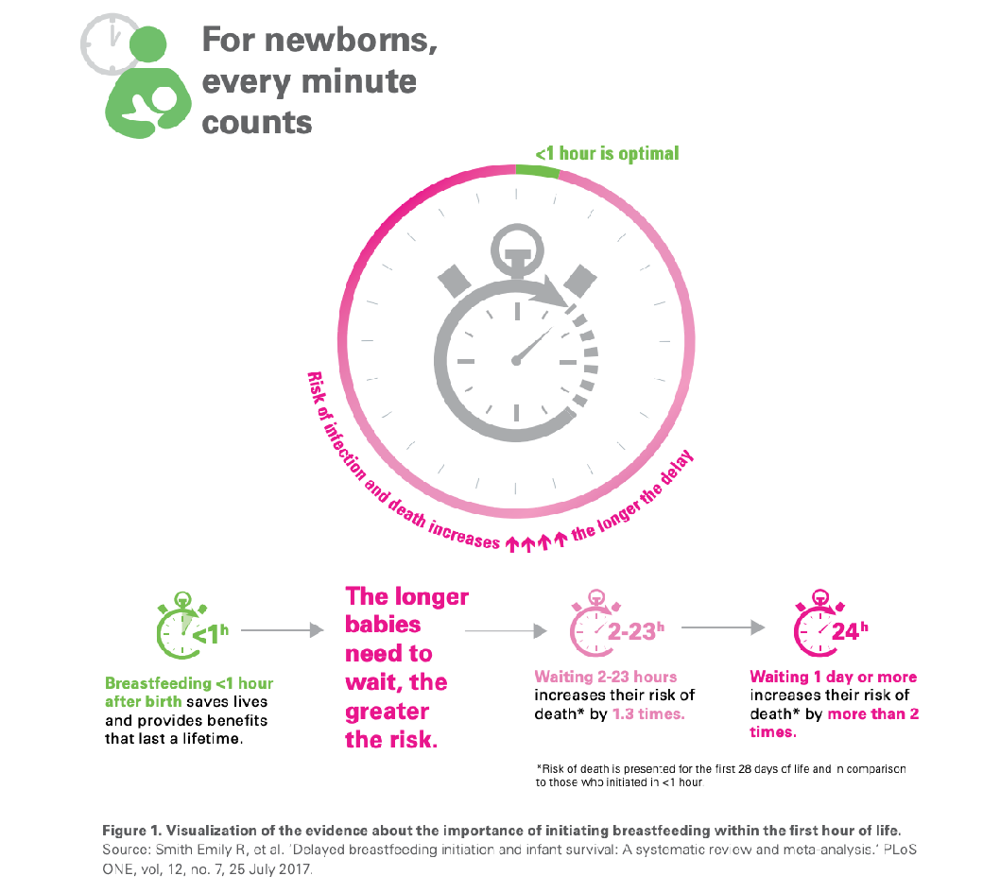 For newborns,
every minute
counts
<1 hour is optimal
Risk of infection and death increases ↑↑↑↑ the longer the delay
<1h
Breastfeeding <1 hour
after birth saves lives
and provides benefits
that last a lifetime.
The longer
babies
need to
wait, the
greater
the risk.
2-23h
Waiting 2-23 hours
increases their risk of
death* by 1.3 times.
24h
Waiting 1 day or more
increases their risk of
death* by more than 2
times.
*Risk of death is presented for the first 28 days of life and in comparison
to those who initiated in <1 hour.
Figure 1. Visualization of the evidence about the importance of initiating breastfeeding within the first hour of life.
Source: Smith Emily R, et al. ‘Delayed breastfeeding initiation and infant survival: A systematic review and meta-analysis.’ PLoS
ONE, vol, 12, no. 7, 25 July 2017.